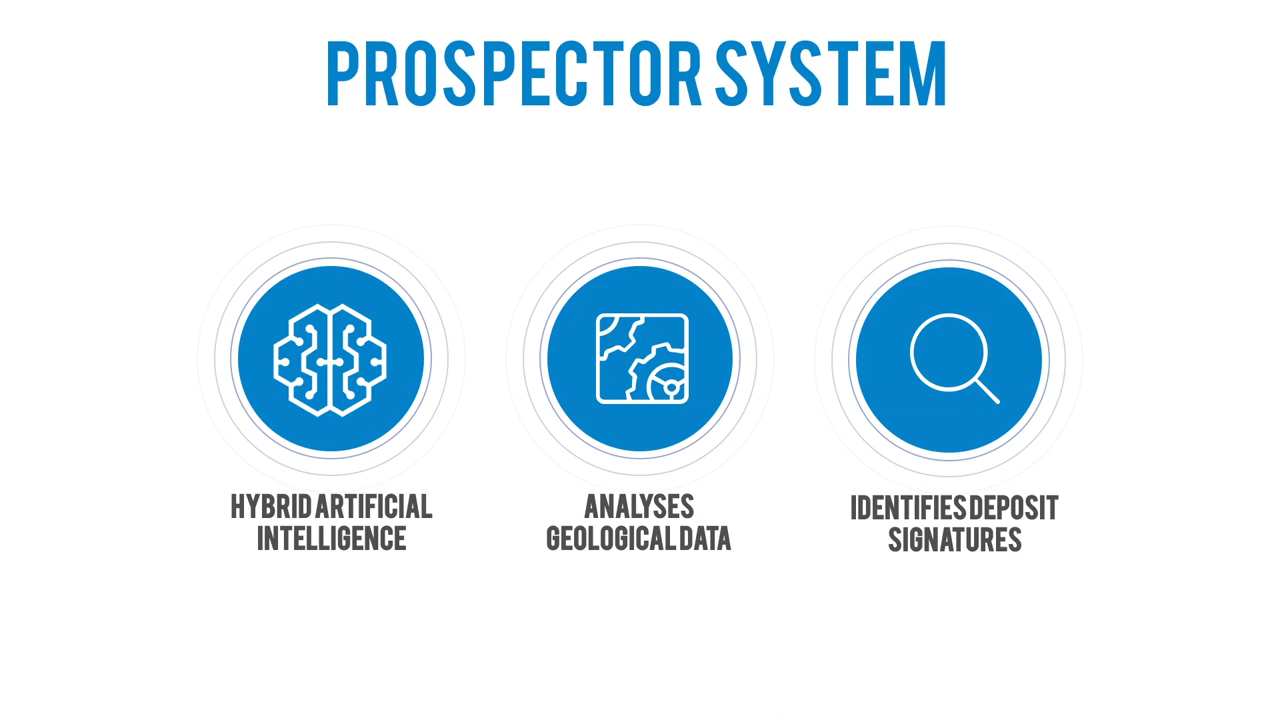 PROSPECTOR SYSTEM
HYBRID ARTIFICIAL
INTELLIGENCE
ANALYSES
GEOLOGICAL DATA
IDENTIFIES DEPOSIT
SIGNATURES